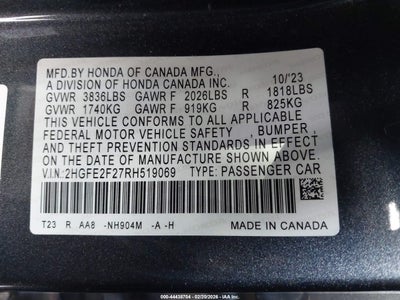 MFD.BY HONDA OF CANADA MFG.,
A DIVISION OF HONDA CANADA INC. 10/'23
GVWR 3836LBS GAWR F 2026LBS R 1818LBS
GVWR 1740KG GAWR F 919KG R 825KG
THIS VEHICLE CONFORMS TO ALL APPLICABLE
FEDERAL MOTOR VEHICLE SAFETY , BUMPER ,
AND THEFT PREVENTION STANDARDS IN EFFECT
ON THE DATE OF MANUFACTURE SHOWN ABOVE.
V.I.N.:2HGFE2F27RH519069 TYPE: PASSENGER CAR
T23 R AA8 -NH904M -A -H MADE IN CANADA
000-44438784 - 02/20/2026 - IAA Inc.